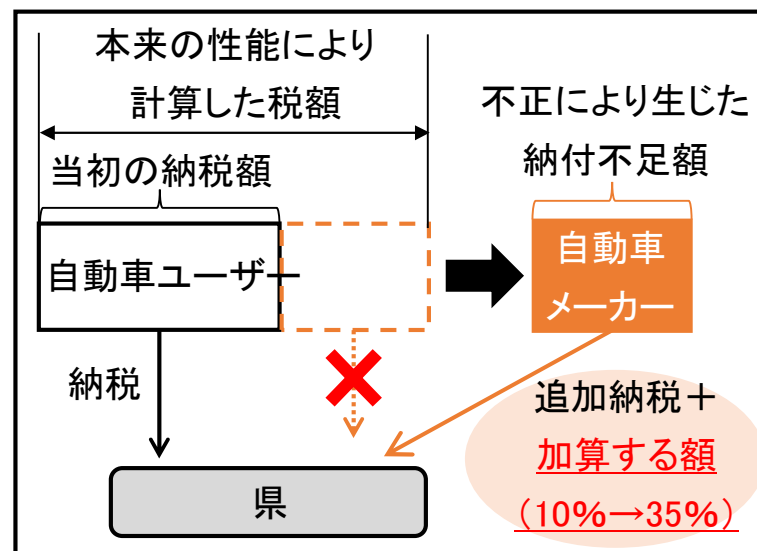 本来の性能により
計算した税額
当初の納税額
自動車ユーザー
納税
県
不正により生じた
納付不足額
自動車
メーカー
追加納税＋
加算する額
（10%→35%）